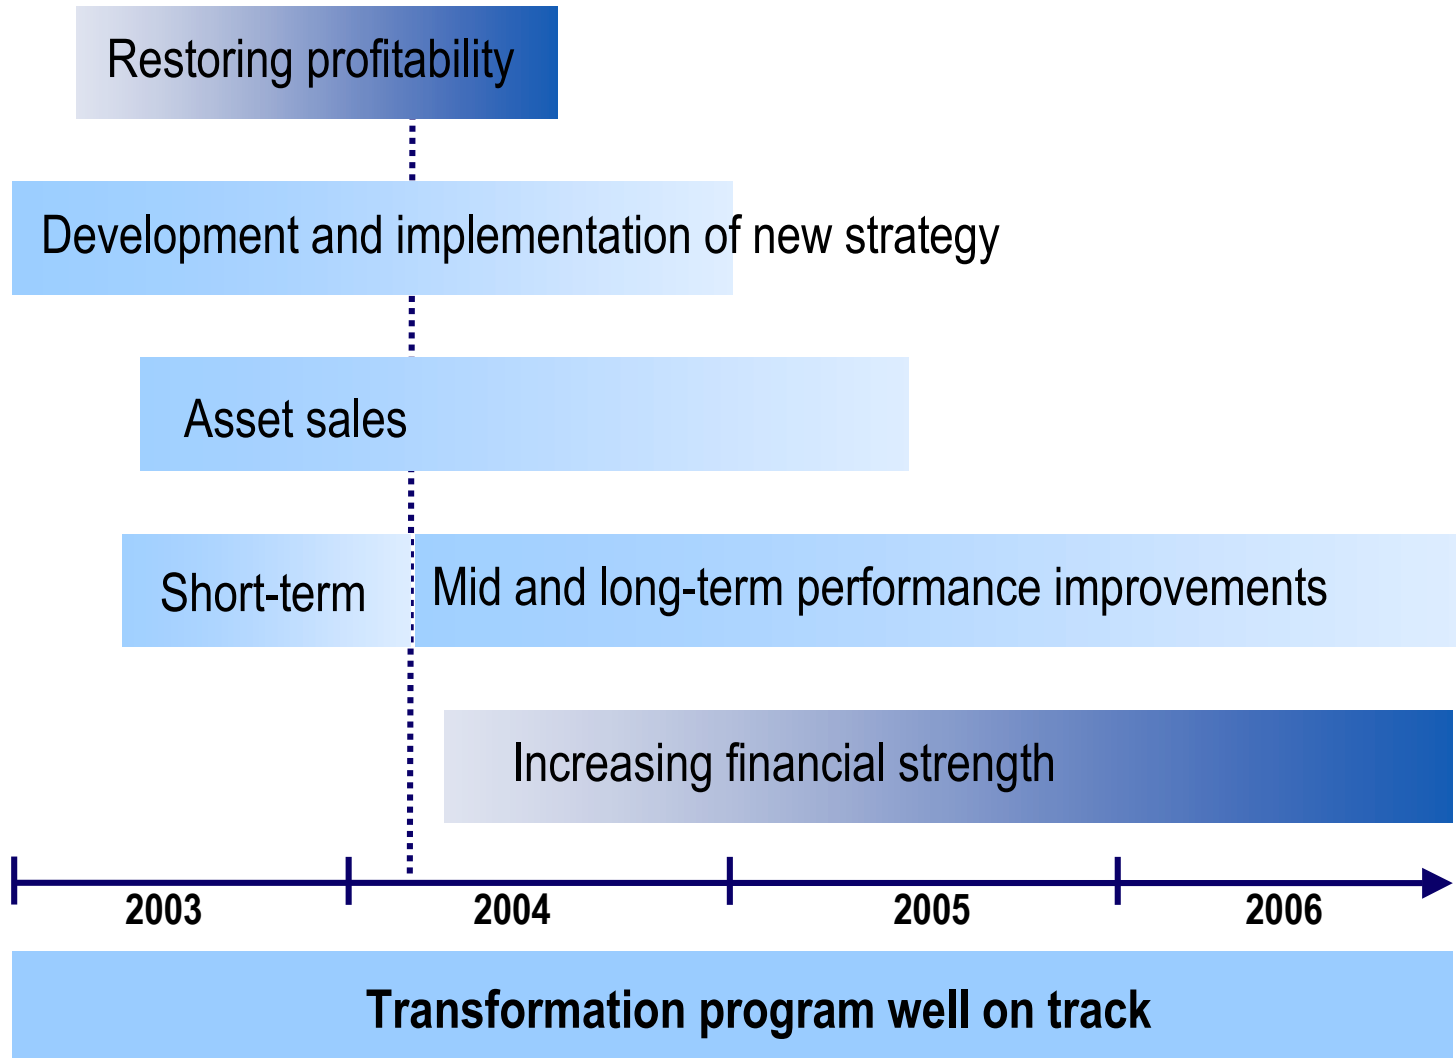 Restoring profitability
Development and implementation of new strategy
Asset sales
Short-term
Mid and long-term performance improvements
Increasing financial strength
2003 2004 2005 2006
Transformation program well on track